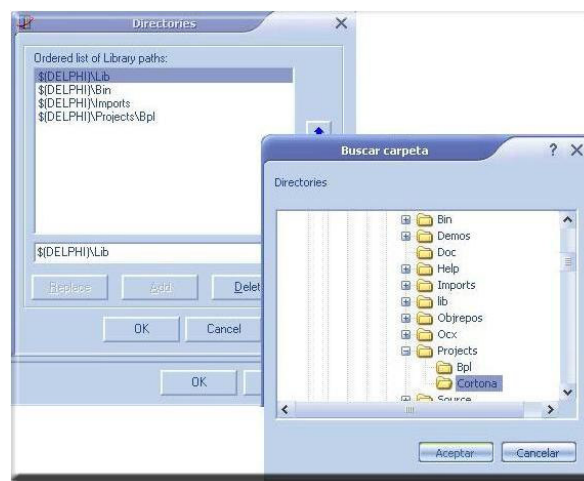 Directories
Ordered list of Library paths:
$(DELPHI)\Lib
$(DELPHI)\Bin
$(DELPHI)\Imports
$(DELPHI)\Projects\Bpl
$(DELPHI)\Lib
Replace Add Delet
OK Cancel
OK
Buscar carpeta
Directories
Bin
Demos
Doc
Help
Imports
lib
Objrepos
Ocx
Projects
Bpl
Cortona
Source
Aceptar Cancelar